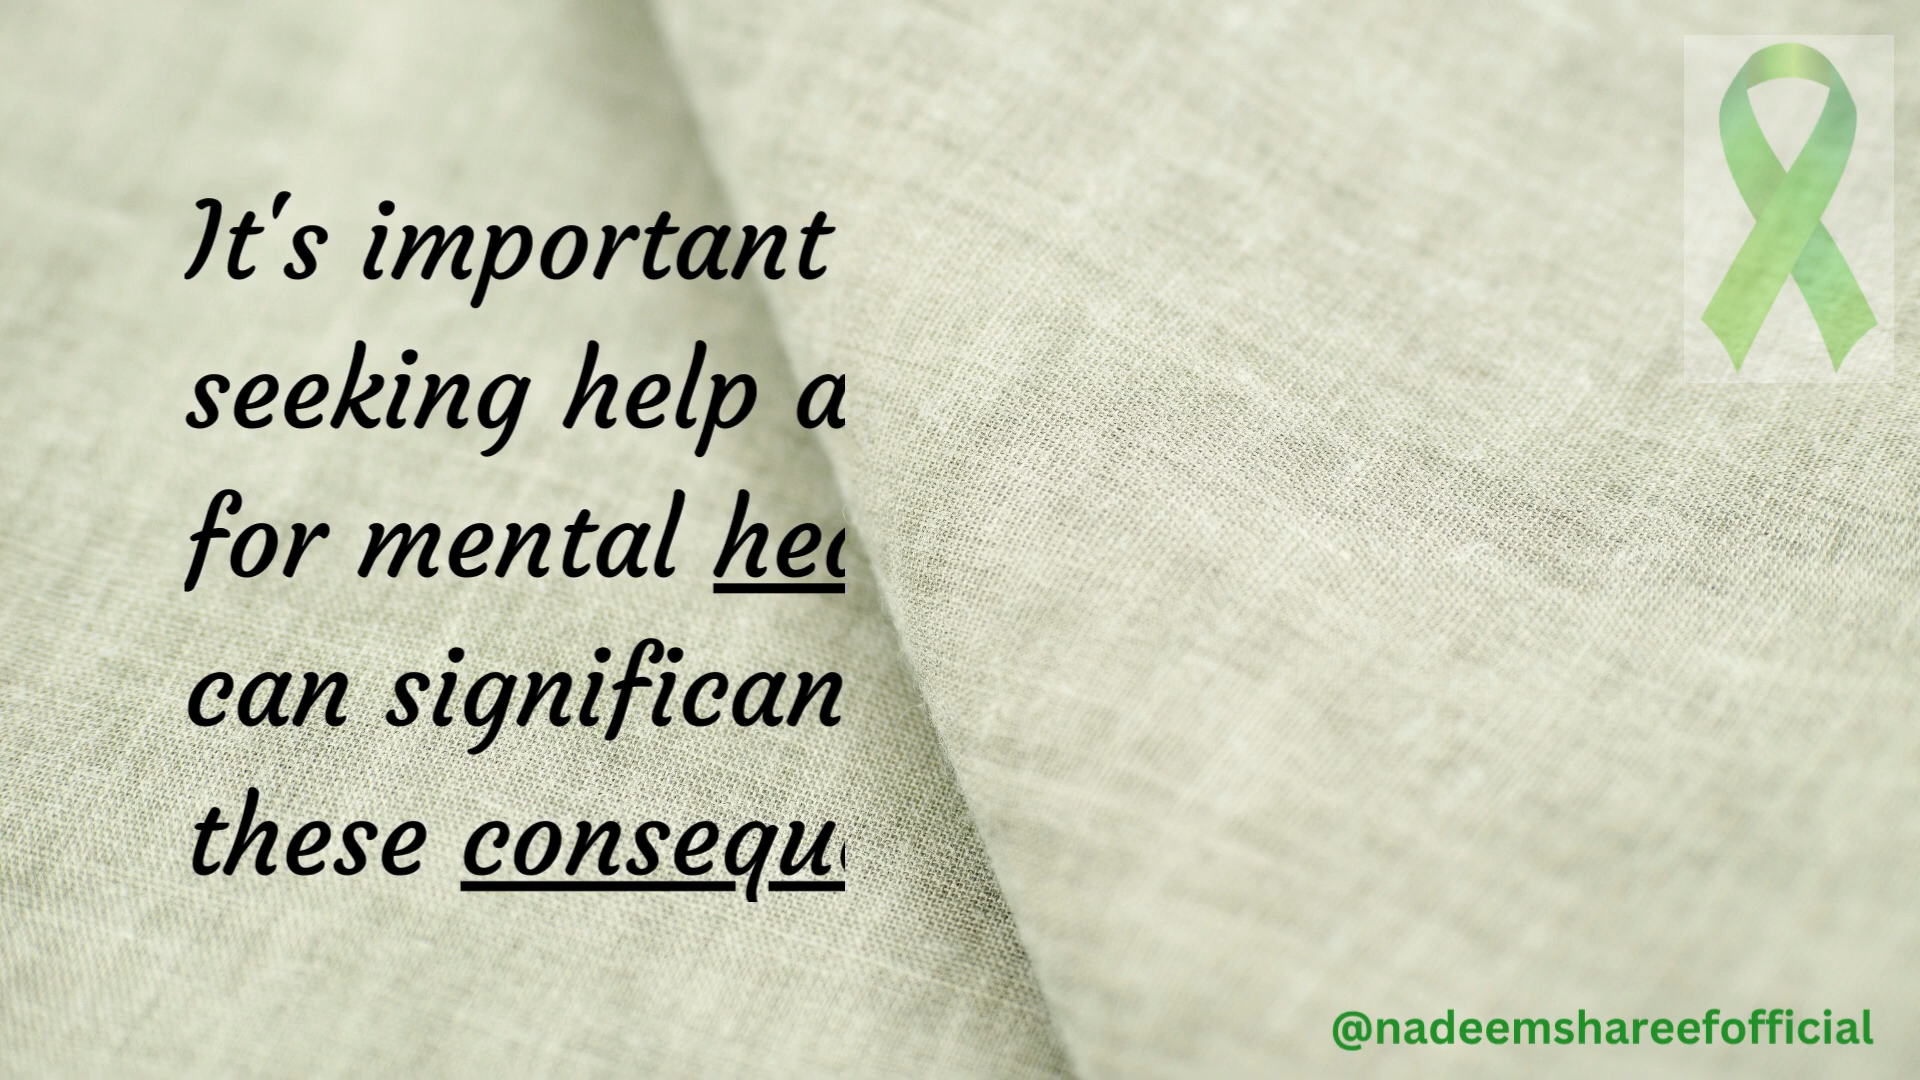 It's important
seeking help a
for mental hea
can significan
these consequ
@nadeemshareefofficial